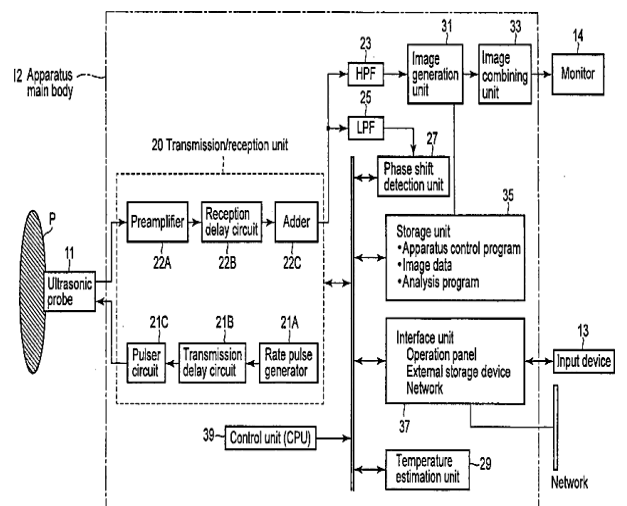 31
33
14
23
HPF
Image
generation
unit
Image
combining
unit
Monitor
12 Apparatus
main body
25
LPF
27
20 Transmission/reception unit
Phase shift
detection unit
P
Preamplifier
Reception
delay circuit
Adder
35
22A
22B
22C
Storage unit
•Apparatus control program
•Image data
•Analysis program
11
Ultrasonic
probe
21C
21B
21A
Pulser
circuit
Transmission
delay circuit
Rate pulse
generator
Interface unit
Operation panel
External storage device
Network
13
Input device
37
39
Control unit (CPU)
Temperature
estimation unit
29
Network